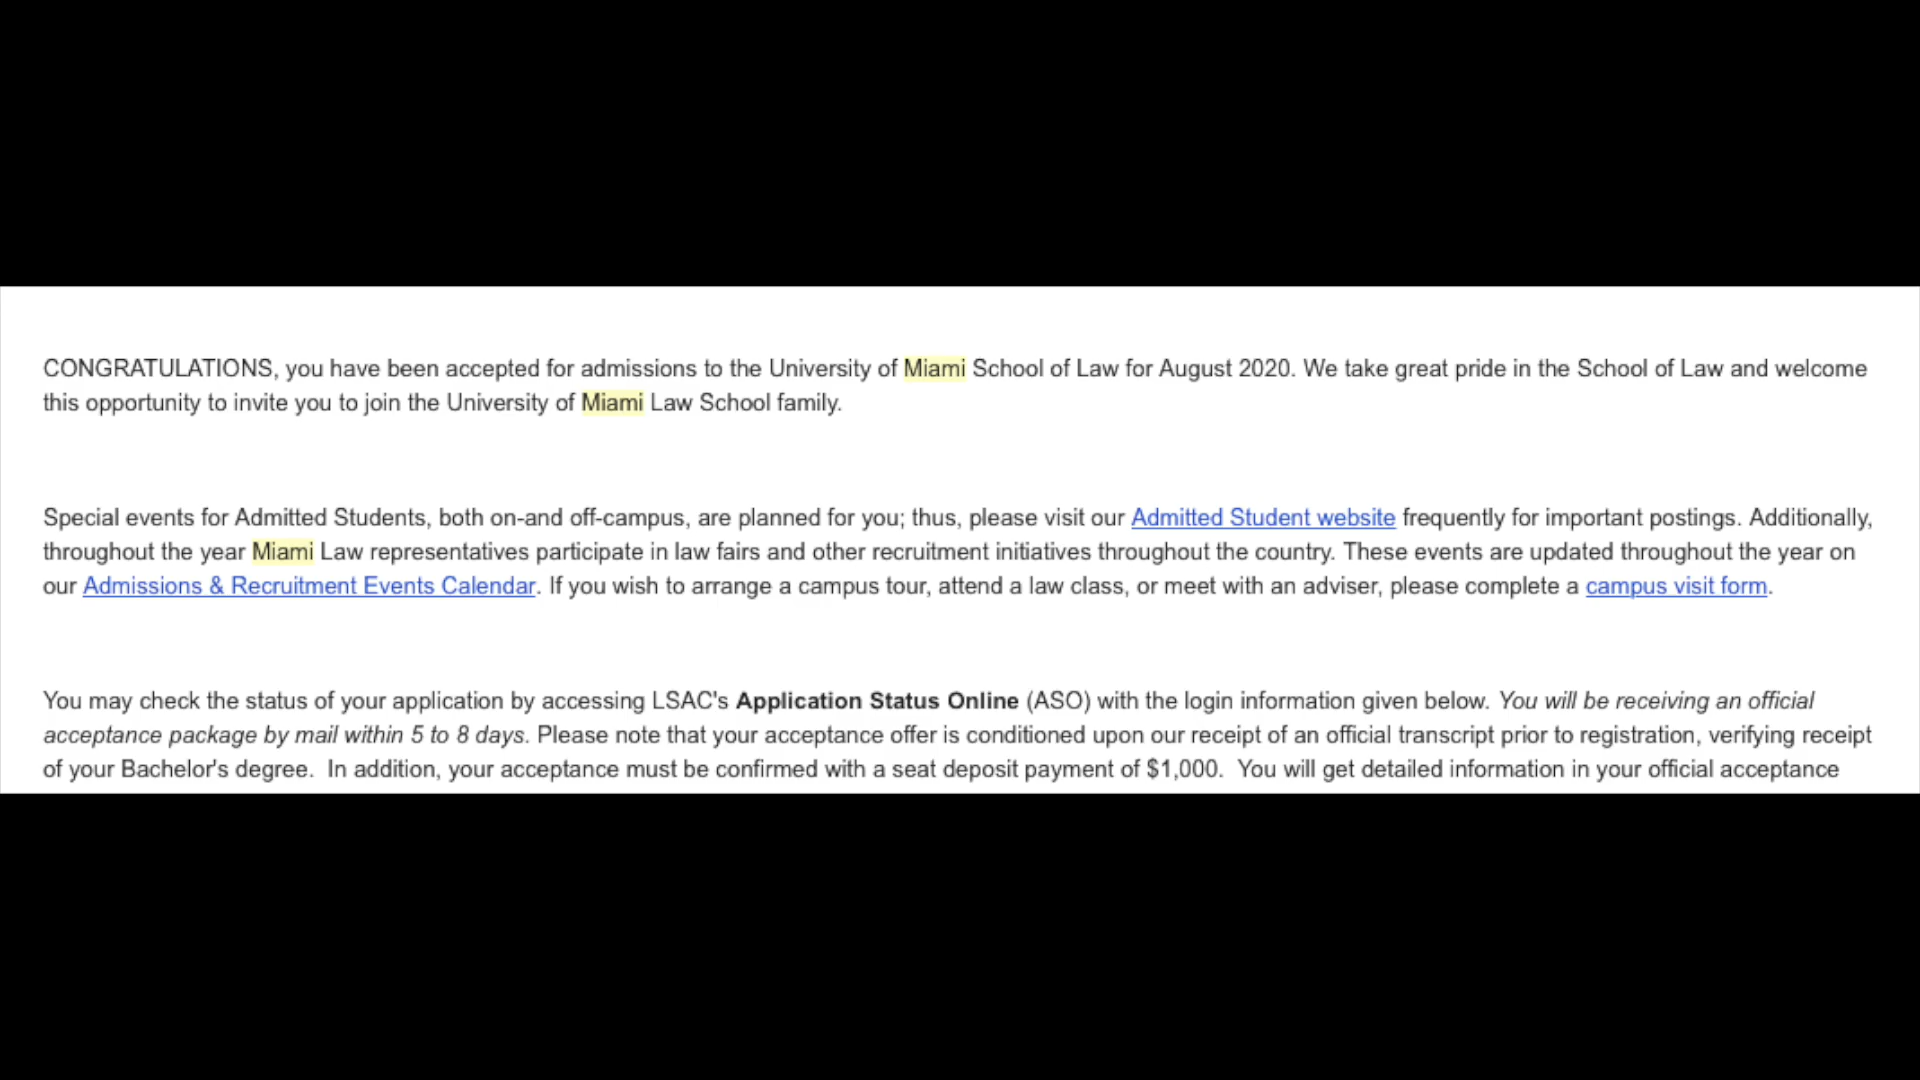 CONGRATULATIONS, you have been accepted for admissions to the University of Miami School of Law for August 2020. We take great pride in the School of Law and welcome
this opportunity to invite you to join the University of Miami Law School family.
Special events for Admitted Students, both on-and off-campus, are planned for you; thus, please visit our Admitted Student website frequently for important postings. Additionally,
throughout the year Miami Law representatives participate in law fairs and other recruitment initiatives throughout the country. These events are updated throughout the year on
our Admissions & Recruitment Events Calendar. If you wish to arrange a campus tour, attend a law class, or meet with an adviser, please complete a campus visit form.
You may check the status of your application by accessing LSAC's Application Status Online (ASO) with the login information given below. You will be receiving an official
acceptance package by mail within 5 to 8 days. Please note that your acceptance offer is conditioned upon our receipt of an official transcript prior to registration, verifying receipt
of your Bachelor's degree.  In addition, your acceptance must be confirmed with a seat deposit payment of $1,000.  You will get detailed information in your official acceptance